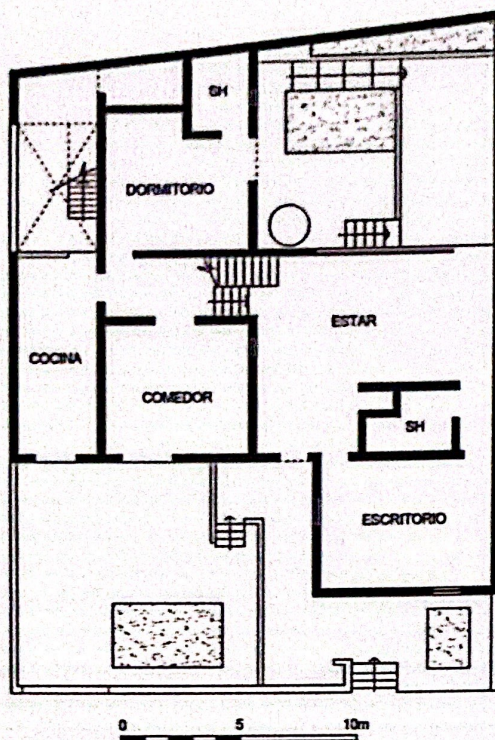 SH
DORMITORIO
ESTAR
COCINA
COMEDOR
SH
ESCRITORIO
0 5 10m